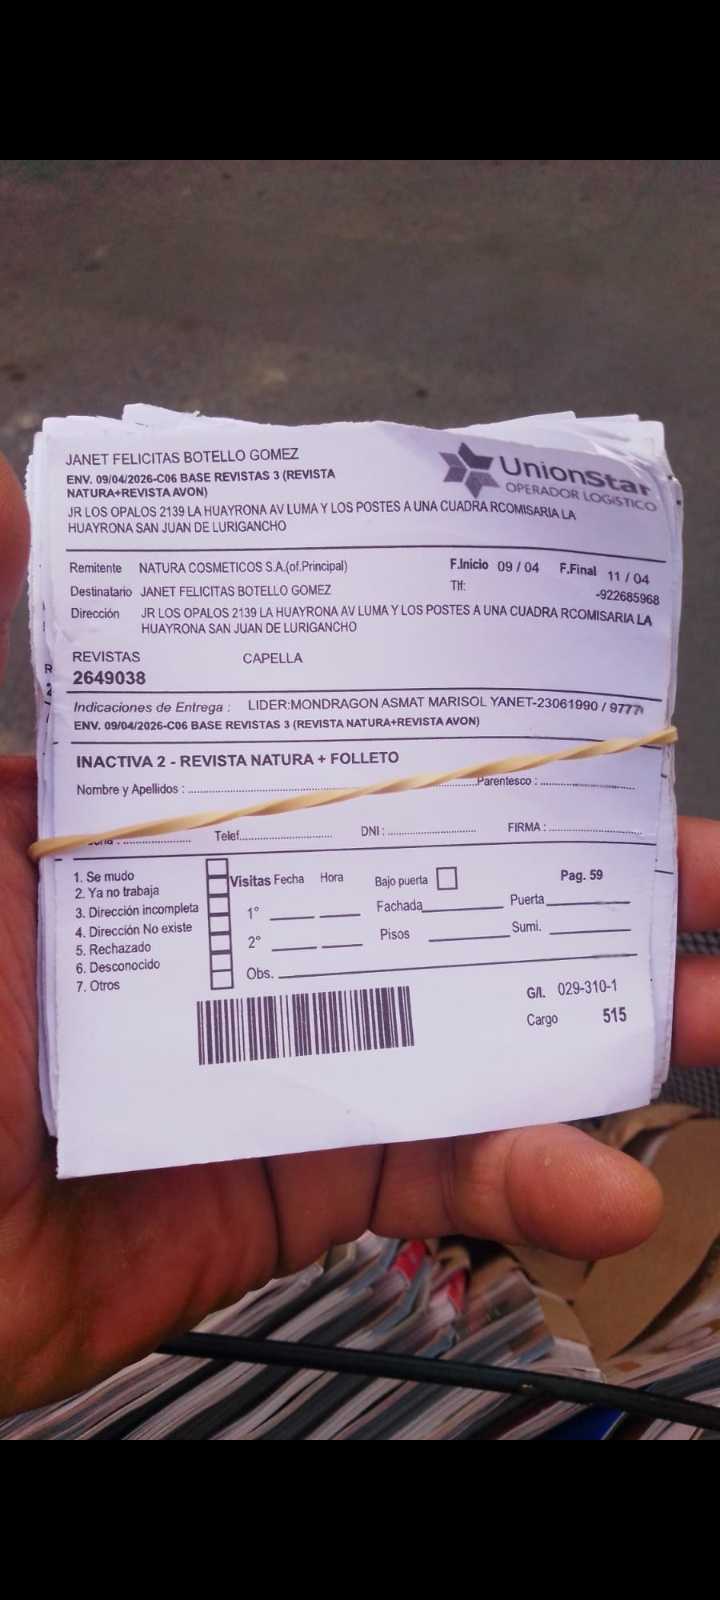 JANET FELICITAS BOTELLO GOMEZ
ENV. 09/04/2026-C06 BASE REVISTAS 3 (REVISTA
NATURA+REVISTA AVON)
UnionStar
OPERADOR LOGISTICO
JR LOS OPALOS 2139 LA HUAYRONA AV LUMA Y LOS POSTES A UNA CUADRA RCOMISARIA LA
HUAYRONA SAN JUAN DE LURIGANCHO
Remitente NATURA COSMETICOS S.A.(of.Principal) F.Inicio 09 / 04 F.Final 11 / 04
Destinatario JANET FELICITAS BOTELLO GOMEZ Tlf: -922685968
Dirección JR LOS OPALOS 2139 LA HUAYRONA AV LUMA Y LOS POSTES A UNA CUADRA RCOMISARIA LA
HUAYRONA SAN JUAN DE LURIGANCHO
REVISTAS CAPELLA
2649038
Indicaciones de Entrega : LIDER:MONDRAGON ASMAT MARISOL YANET-23061990 / 9777
ENV. 09/04/2026-C06 BASE REVISTAS 3 (REVISTA NATURA+REVISTA AVON)
INACTIVA 2 - REVISTA NATURA + FOLLETO
Nombre y Apellidos : Parentesco :
Telef. DNI : FIRMA :
1. Se mudo
2. Ya no trabaja
3. Dirección incompleta
4. Dirección No existe
5. Rechazado
6. Desconocido
7. Otros
Visitas Fecha Hora Bajo puerta Pag. 59
1° Fachada Puerta
2° Pisos Sumi.
Obs.
G/l. 029-310-1
Cargo 515